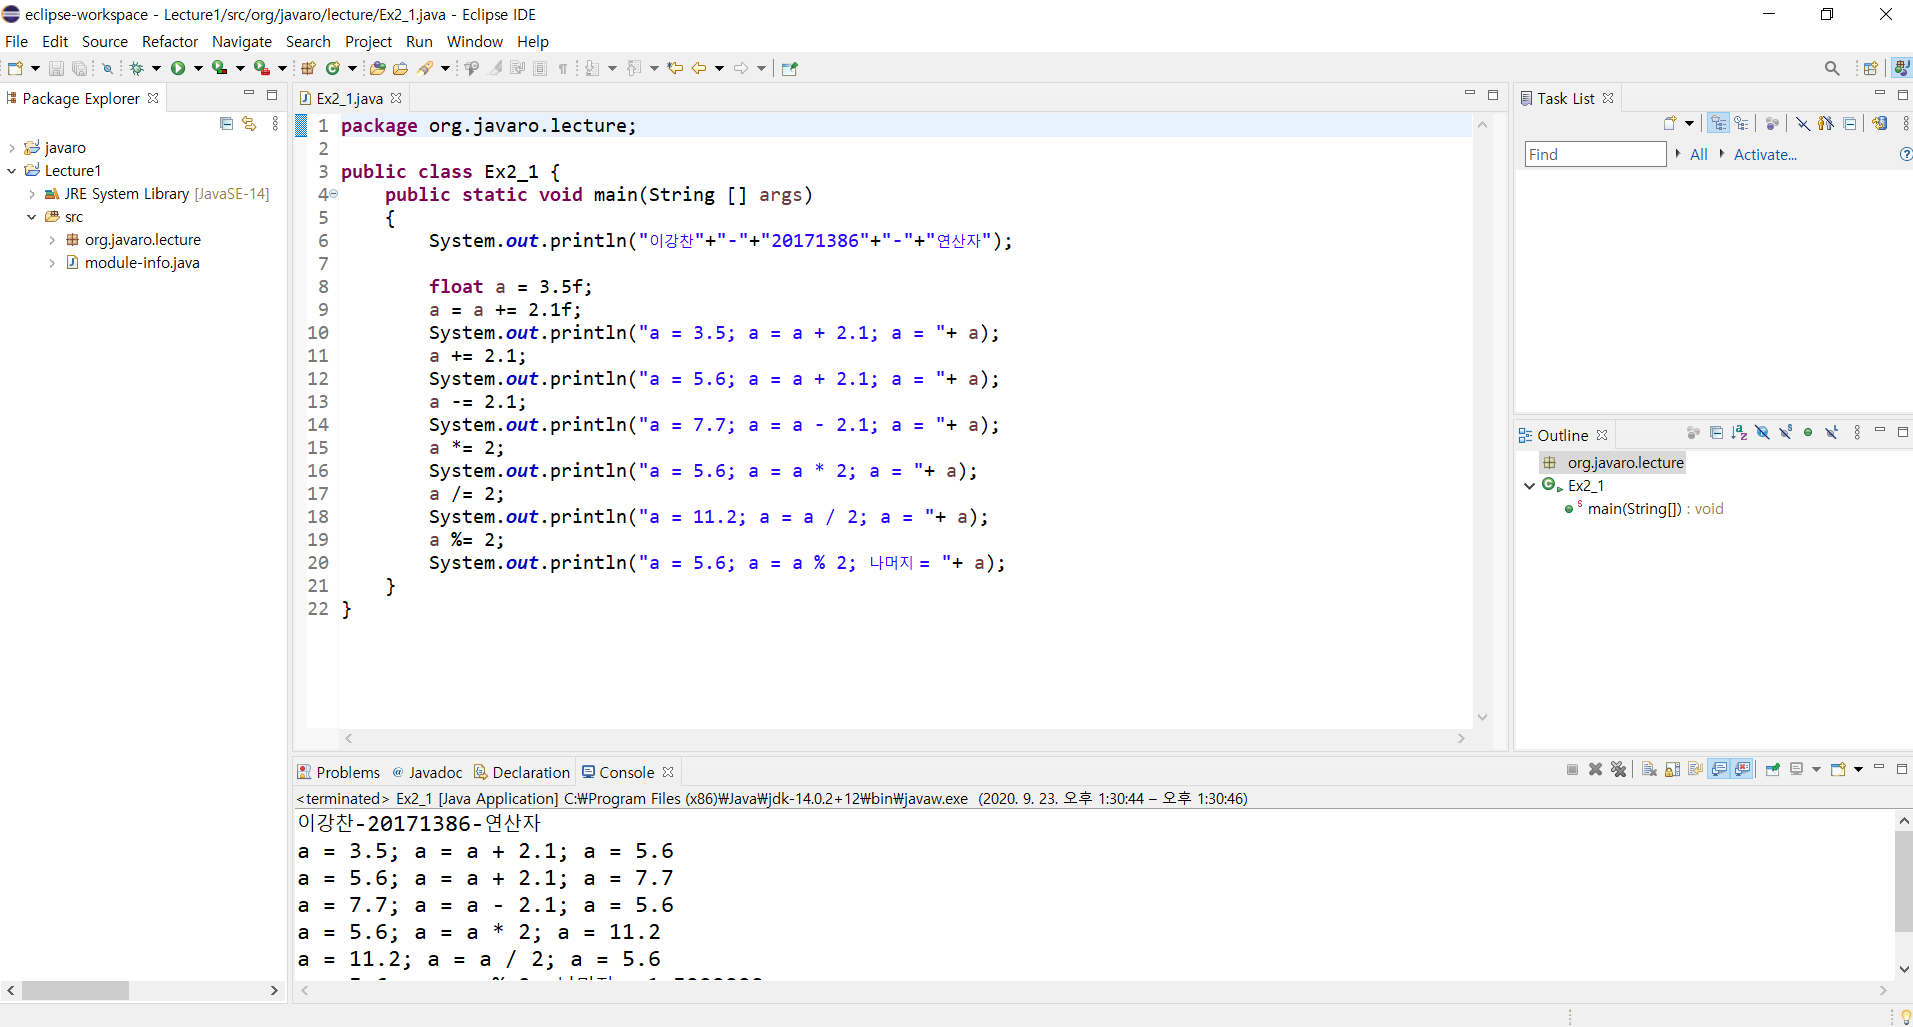 eclipse-workspace - Lecture1/src/org/javaro/lecture/Ex2_1.java - Eclipse IDE
File Edit Source Refactor Navigate Search Project Run Window Help
Package Explorer
javaro
Lecture1
JRE System Library [JavaSE-14]
src
org.javaro.lecture
module-info.java
Ex2_1.java
1 package org.javaro.lecture;
2
3 public class Ex2_1 {
4 public static void main(String [] args)
5 {
6 System.out.println("이강찬"+"-"+"20171386"+"-"+"연산자");
7
8 float a = 3.5f;
9 a = a += 2.1f;
10 System.out.println("a = 3.5; a = a + 2.1; a = "+ a);
11 a += 2.1;
12 System.out.println("a = 5.6; a = a + 2.1; a = "+ a);
13 a -= 2.1;
14 System.out.println("a = 7.7; a = a - 2.1; a = "+ a);
15 a *= 2;
16 System.out.println("a = 5.6; a = a * 2; a = "+ a);
17 a /= 2;
18 System.out.println("a = 11.2; a = a / 2; a = "+ a);
19 a %= 2;
20 System.out.println("a = 5.6; a = a % 2; 나머지 = "+ a);
21 }
22 }
Task List
Find All Activate...
Outline
org.javaro.lecture
Ex2_1
main(String[]) : void
Problems Javadoc Declaration Console
<terminated> Ex2_1 [Java Application] C:₩Program Files (x86)₩Java₩jdk-14.0.2+12₩bin₩javaw.exe (2020. 9. 23. 오후 1:30:44 – 오후 1:30:46)
이강찬-20171386-연산자
a = 3.5; a = a + 2.1; a = 5.6
a = 5.6; a = a + 2.1; a = 7.7
a = 7.7; a = a - 2.1; a = 5.6
a = 5.6; a = a * 2; a = 11.2
a = 11.2; a = a / 2; a = 5.6